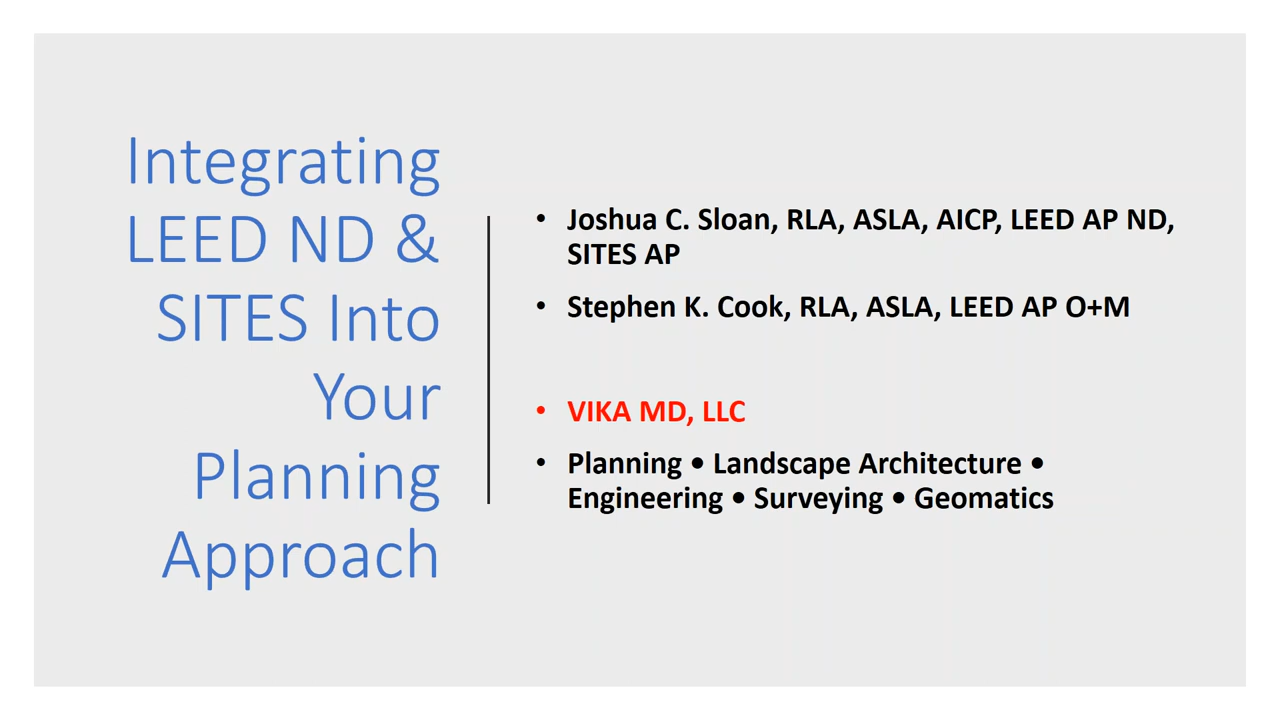 Integrating
LEED ND &
SITES Into
Your
Planning
Approach
• Joshua C. Sloan, RLA, ASLA, AICP, LEED AP ND,
SITES AP
• Stephen K. Cook, RLA, ASLA, LEED AP O+M
• VIKA MD, LLC
• Planning • Landscape Architecture •
Engineering • Surveying • Geomatics